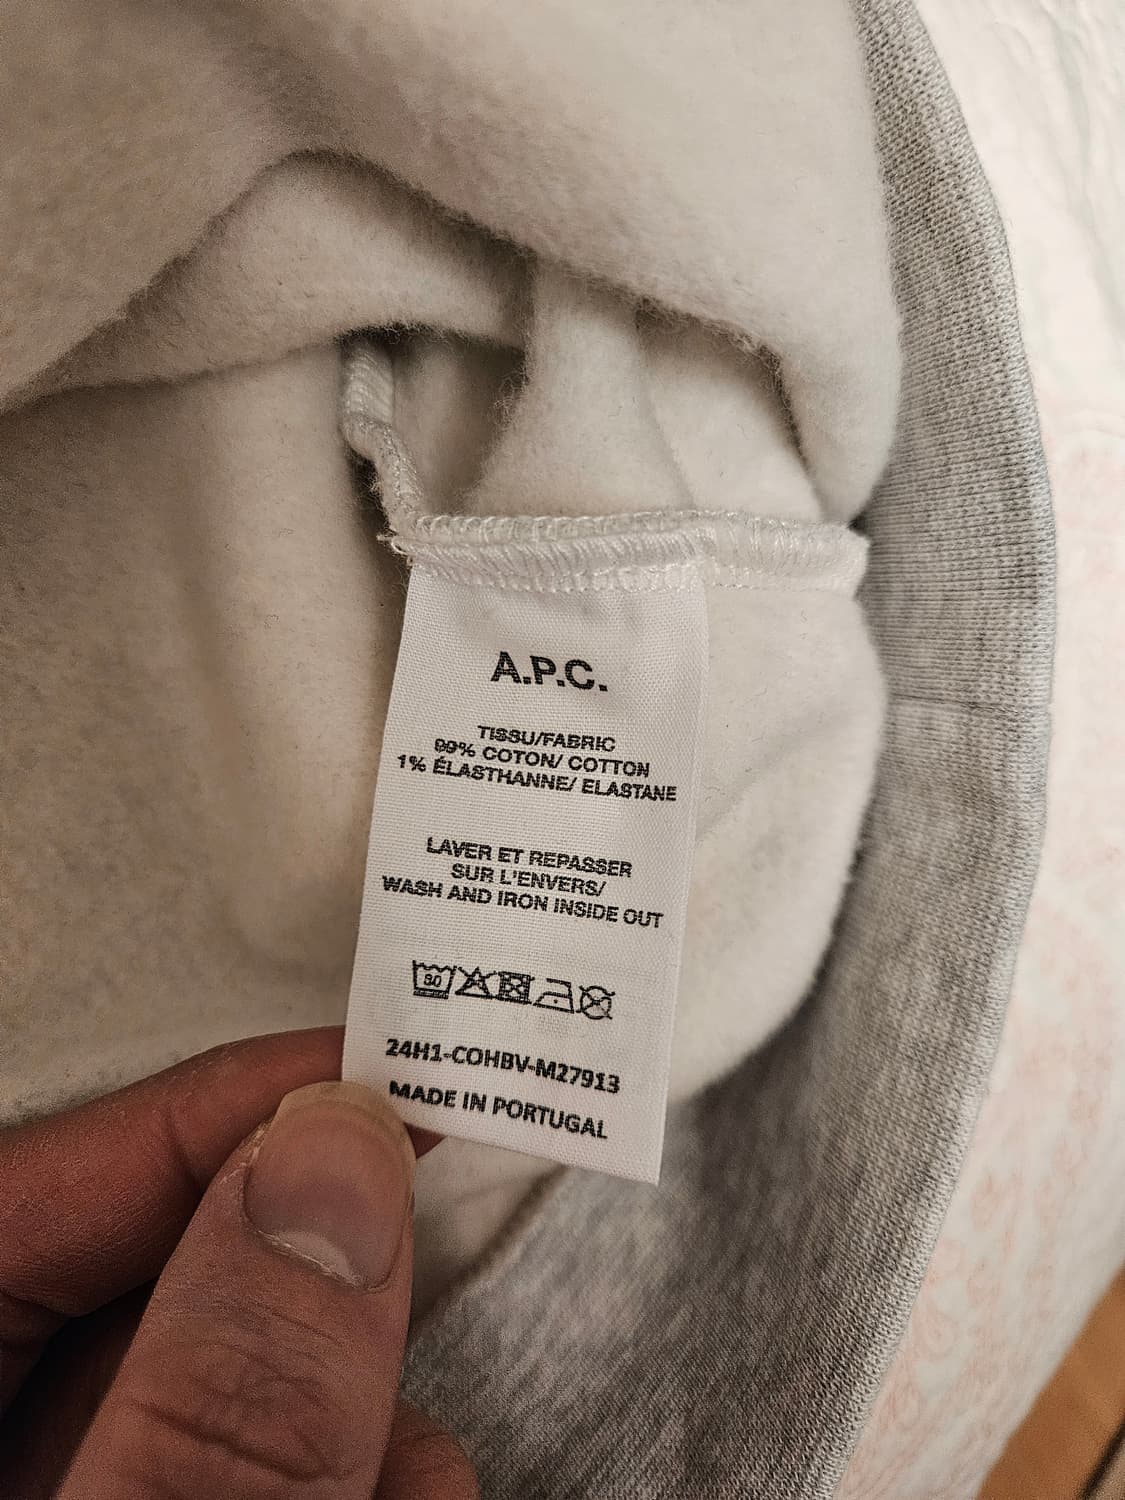 A.P.C.
TISSU/FABRIC
99% COTON/ COTTON
1% ÉLASTHANNE/ ELASTANE
LAVER ET REPASSER
SUR L'ENVERS/
WASH AND IRON INSIDE OUT
30
24H1-COHBV-M27913
MADE IN PORTUGAL